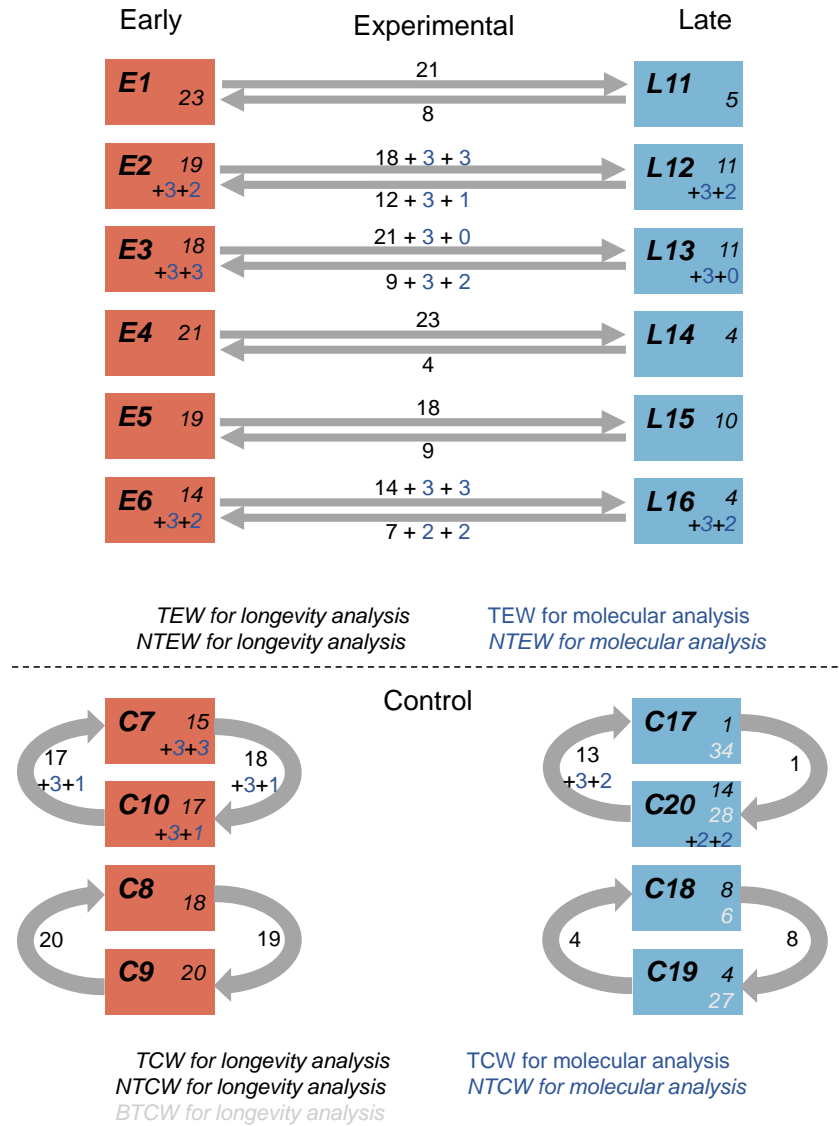 Early Experimental Late
E1 23 21 8 L11 5
E2 19 +3+2 18 + 3 + 3 12 + 3 + 1 L12 11 +3+2
E3 18 +3+3 21 + 3 + 0 9 + 3 + 2 L13 11 +3+0
E4 21 23 4 L14 4
E5 19 18 9 L15 10
E6 14 +3+2 14 + 3 + 3 7 + 2 + 2 L16 4 +3+2
TEW for longevity analysis TEW for molecular analysis
NTEW for longevity analysis NTEW for molecular analysis
Control
C7 15 +3+3
17 +3+1
18 +3+1
C10 17 +3+1
C17 1 34
13 +3+2
1
C20 14 28 +2+2
C8 18
20
19
C9 20
C18 8 6
4
8
C19 4 27
TCW for longevity analysis TCW for molecular analysis
NTCW for longevity analysis NTCW for molecular analysis
BTCW for longevity analysis